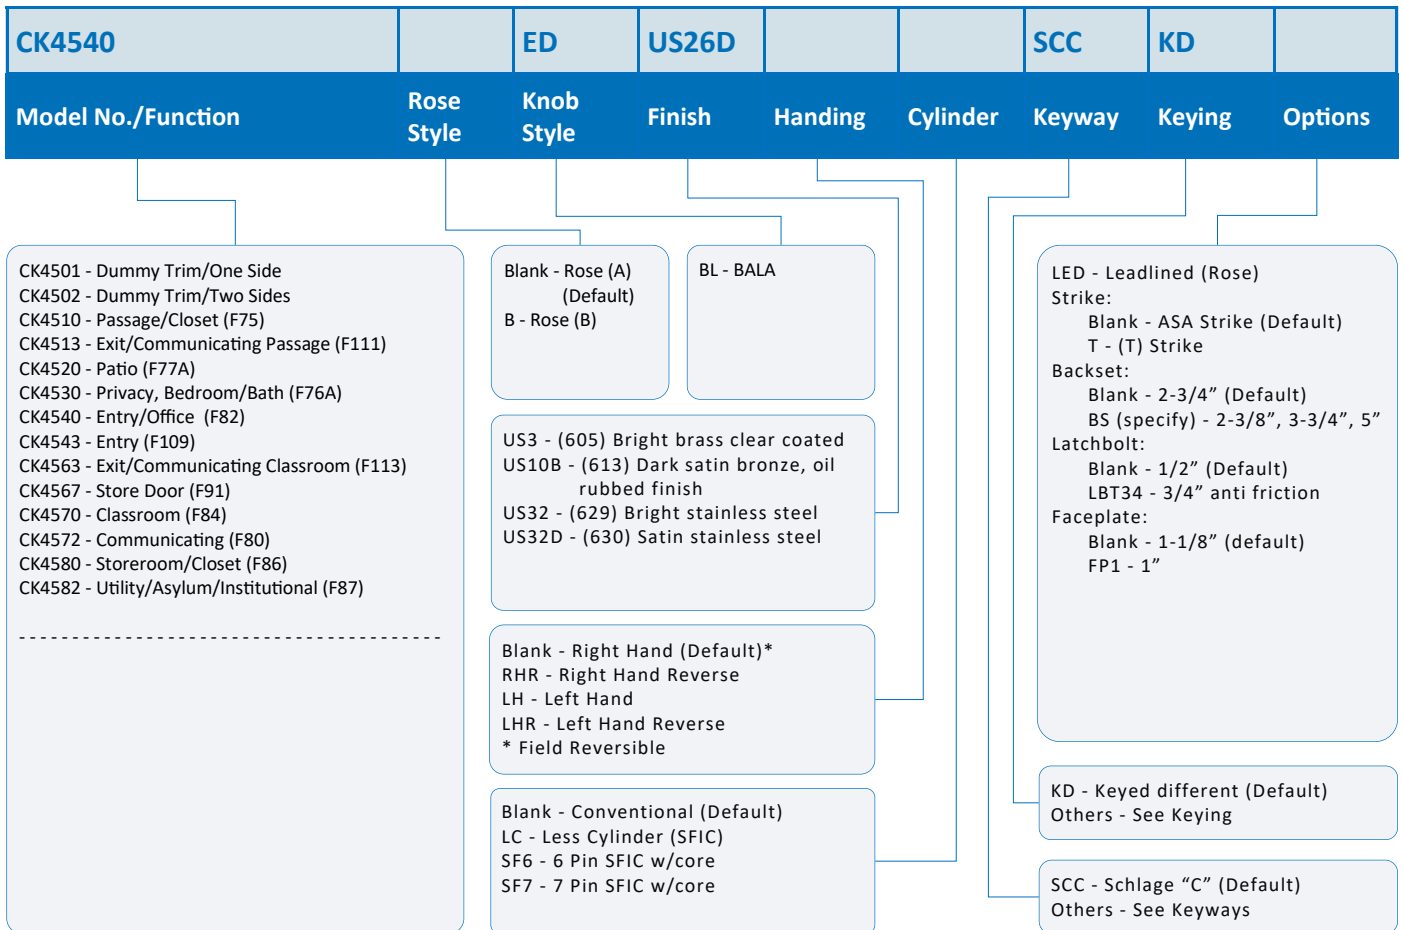 CK4540 ED US26D SCC KD
Model No./Function Rose Style Knob Style Finish Handing Cylinder Keyway Keying Options
CK4501 - Dummy Trim/One Side
CK4502 - Dummy Trim/Two Sides
CK4510 - Passage/Closet (F75)
CK4513 - Exit/Communicating Passage (F111)
CK4520 - Patio (F77A)
CK4530 - Privacy, Bedroom/Bath (F76A)
CK4540 - Entry/Office (F82)
CK4543 - Entry (F109)
CK4563 - Exit/Communicating Classroom (F113)
CK4567 - Store Door (F91)
CK4570 - Classroom (F84)
CK4572 - Communicating (F80)
CK4580 - Storeroom/Closet (F86)
CK4582 - Utility/Asylum/Institutional (F87)
- - - - - - - - - - - - - - - - - - - - - - - - - - - - - - - - - - - - - - - -
Blank - Rose (A)
(Default)
B - Rose (B)
BL - BALA
US3 - (605) Bright brass clear coated
US10B - (613) Dark satin bronze, oil
rubbed finish
US32 - (629) Bright stainless steel
US32D - (630) Satin stainless steel
Blank - Right Hand (Default)*
RHR - Right Hand Reverse
LH - Left Hand
LHR - Left Hand Reverse
* Field Reversible
Blank - Conventional (Default)
LC - Less Cylinder (SFIC)
SF6 - 6 Pin SFIC w/core
SF7 - 7 Pin SFIC w/core
LED - Leadlined (Rose)
Strike:
Blank - ASA Strike (Default)
T - (T) Strike
Backset:
Blank - 2-3/4” (Default)
BS (specify) - 2-3/8”, 3-3/4”, 5”
Latchbolt:
Blank - 1/2” (Default)
LBT34 - 3/4” anti friction
Faceplate:
Blank - 1-1/8” (default)
FP1 - 1”
KD - Keyed different (Default)
Others - See Keying
SCC - Schlage “C” (Default)
Others - See Keyways